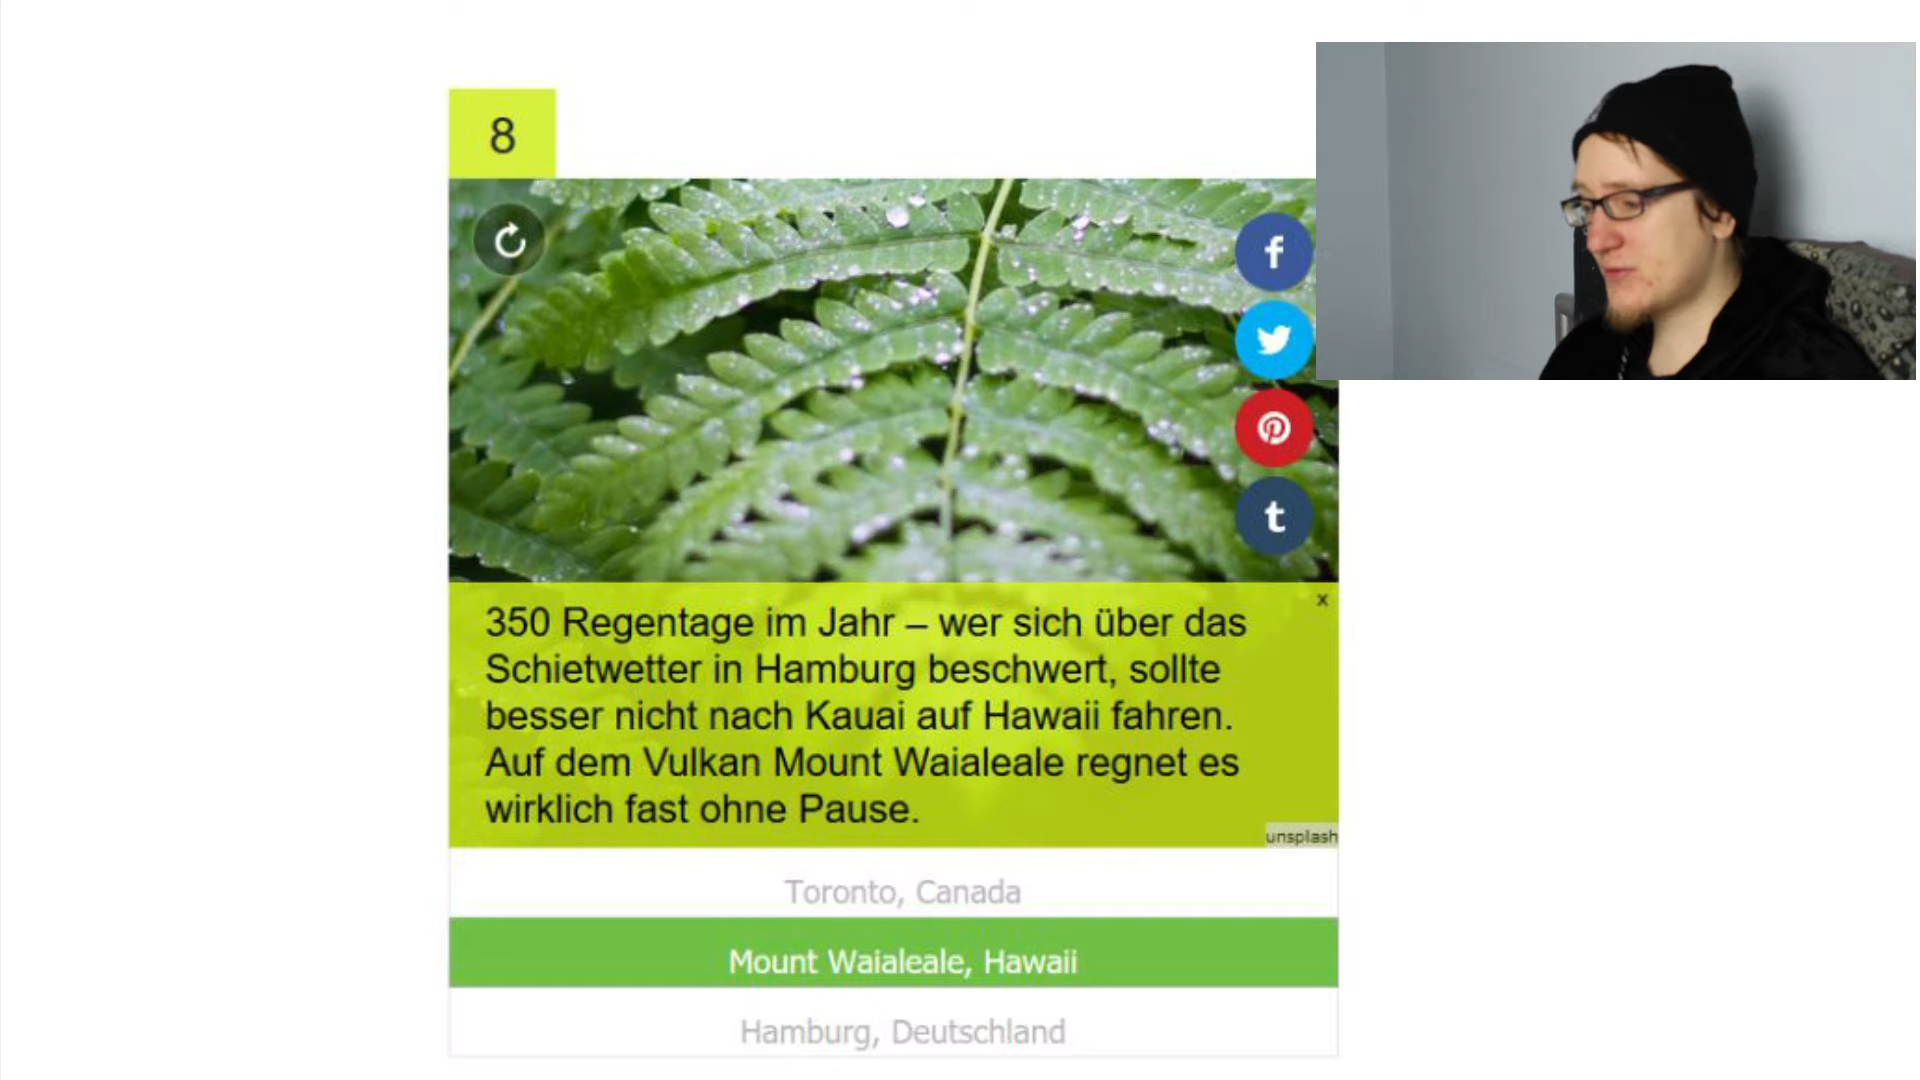 8
f
t
x
350 Regentage im Jahr – wer sich über das
Schietwetter in Hamburg beschwert, sollte
besser nicht nach Kauai auf Hawaii fahren.
Auf dem Vulkan Mount Waialeale regnet es
wirklich fast ohne Pause.
unsplash
Toronto, Canada
Mount Waialeale, Hawaii
Hamburg, Deutschland